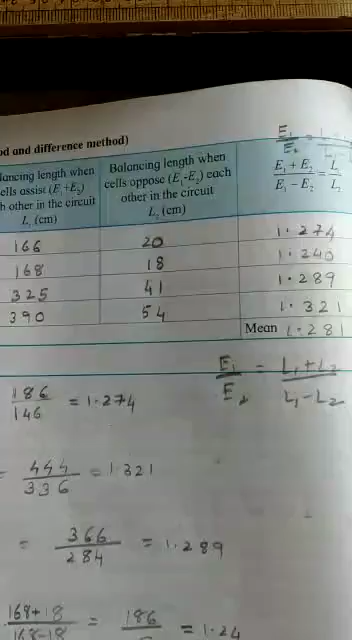 E₁/E₂ =
od and difference method)
lancing length when cells assist (E₁+E₂) h other in the circuit L₁ (cm)
Balancing length when cells oppose (E₁-E₂) each other in the circuit L₂ (cm)
E₁ + E₂ / E₁ − E₂ = L₁ / L₂
166 20 1.274
168 18 1.240
325 41 1.289
390 54 1.321
Mean 1.281
E₁/E₂ = L₁+L₂ / L₁-L₂
186/146 = 1.274
= 444/336 = 1.321
= 366/284 = 1.289
168+18 / 168-18 = 186/ = 1.24